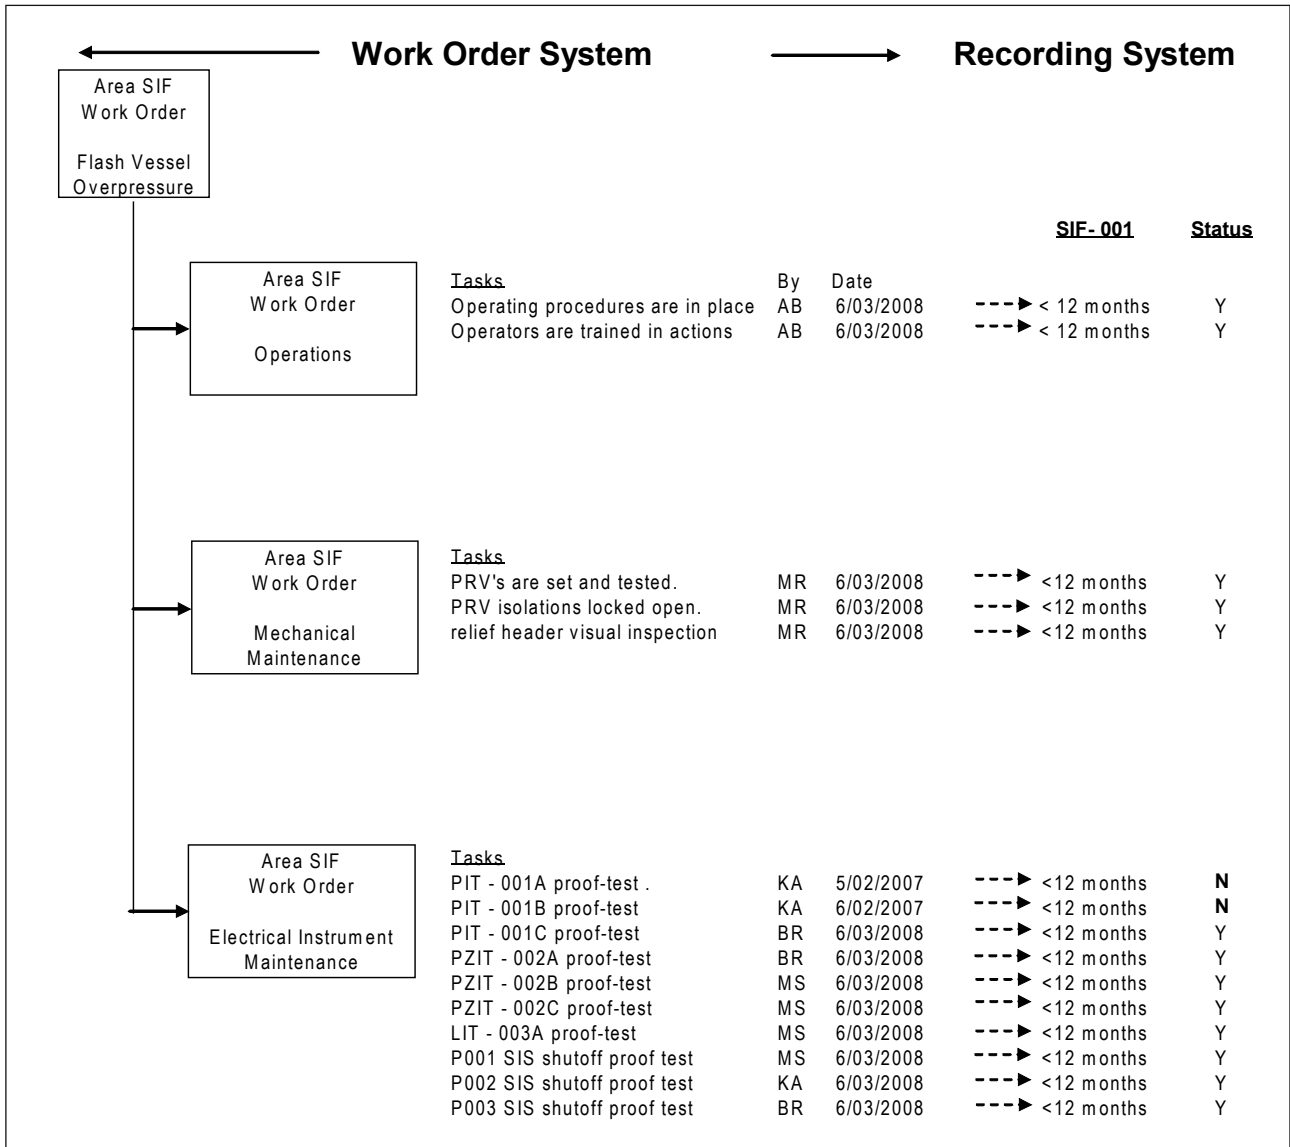 Work Order System Recording System
Area SIF
Work Order
Flash Vessel
Overpressure
SIF- 001 Status
Area SIF
Work Order
Operations
Tasks By Date
Operating procedures are in place AB 6/03/2008 < 12 months Y
Operators are trained in actions AB 6/03/2008 < 12 months Y
Area SIF
Work Order
Mechanical
Maintenance
Tasks
PRV's are set and tested. MR 6/03/2008 <12 months Y
PRV isolations locked open. MR 6/03/2008 <12 months Y
relief header visual inspection MR 6/03/2008 <12 months Y
Area SIF
Work Order
Electrical Instrument
Maintenance
Tasks
PIT - 001A proof-test . KA 5/02/2007 <12 months N
PIT - 001B proof-test KA 6/02/2007 <12 months N
PIT - 001C proof-test BR 6/03/2008 <12 months Y
PZIT - 002A proof-test BR 6/03/2008 <12 months Y
PZIT - 002B proof-test MS 6/03/2008 <12 months Y
PZIT - 002C proof-test MS 6/03/2008 <12 months Y
LIT - 003A proof-test MS 6/03/2008 <12 months Y
P001 SIS shutoff proof test MS 6/03/2008 <12 months Y
P002 SIS shutoff proof test KA 6/03/2008 <12 months Y
P003 SIS shutoff proof test BR 6/03/2008 <12 months Y